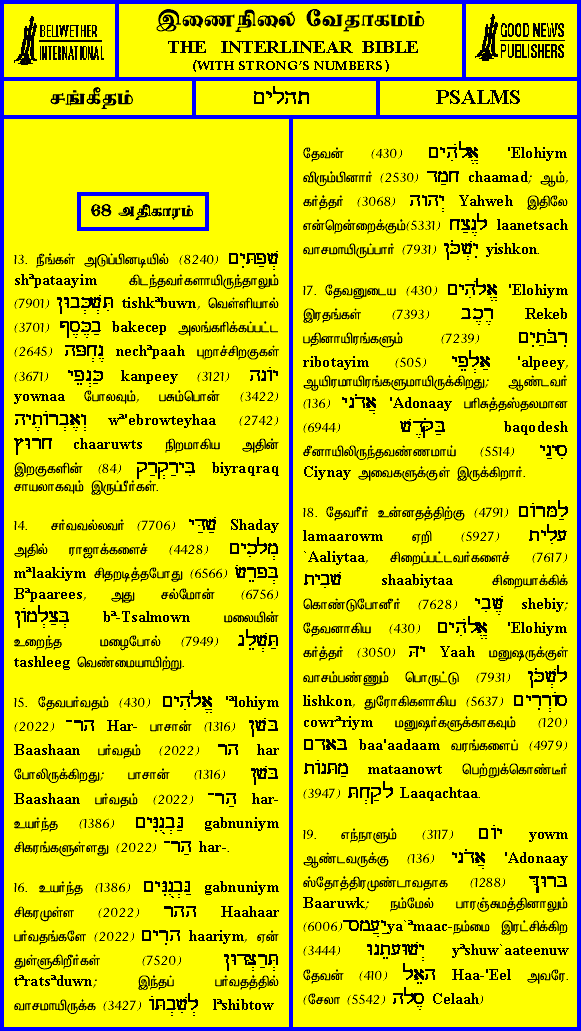 BELLWETHER
INTERNATIONAL
இணைநிலை வேதாகமம்
THE INTERLINEAR BIBLE
(WITH STRONG'S NUMBERS)
GOOD NEWS
PUBLISHERS
சங்கீதம்
תהלים
PSALMS
68 அதிகாரம்
13. நீங்கள் அடுப்பினடியில் (8240) שְׁפַתָּיִם
shªpataayim கிடந்தவர்களாயிருந்தாலும்
(7901) תִּשְׁכְּבוּן tishkªbuwn, வெள்ளியால்
(3701) בַכֶּסֶף bakecep அலங்கரிக்கப்பட்ட
(2645) נֶחְפָּה nechªpaah புறாச்சிறகுகள்
(3671) כַּנְפֵי kanpeey (3121) יוֹנָה
yownaa போலவும், பசும்பொன் (3422)
וְאֶבְרוֹתֶיהָ wª'ebrowteyhaa (2742)
חָרוּץ chaaruwts நிறமாகிய அதின்
இறகுகளின் (84) בִּירַקְרַק biyraqraq
சாயலாகவும் இருப்பீர்கள்.
14. சர்வவல்லவர் (7706) שַׁדַּי Shaday
அதில் ராஜாக்களைச் (4428) מְלָכִים
mªlaakiym சிதறடித்தபோது (6566) בְּפָרֵשׂ
Bªpaarees, அது சல்மோன் (6756)
בְּצַלְמוֹן bª-Tsalmown மலையின்
உறைந்த மழைபோல் (7949) תַּשְׁלֵג
tashleeg வெண்மையாயிற்று.
15. தேவபர்வதம் (430) אֱלֹהִים 'ªlohiym
(2022) הַר־ Har- பாசான் (1316) בָּשָׁן
Baashaan பர்வதம் (2022) הַר har
போலிருக்கிறது; பாசான் (1316) בָּשָׁן
Baashaan பர்வதம் (2022) הַר־ har-
உயர்ந்த (1386) גַּבְנֻנִּים gabnuniym
சிகரங்களுள்ளது (2022) הַר־ har-.
16. உயர்ந்த (1386) גַּבְנֻנִּים gabnuniym
சிகரமுள்ள (2022) הָהָר Haahaar
பர்வதங்களே (2022) הָרִים haariym, ஏன்
துள்ளுகிறீர்கள் (7520) תְּרַצְּדוּן
tªratsªduwn; இந்தப் பர்வதத்தில்
வாசமாயிருக்க (3427) לְשִׁבְתּוֹ lªshibtow
தேவன் (430) אֱלֹהִים 'Elohiym
விரும்பினார் (2530) חָמַד chaamad; ஆம்,
கர்த்தர் (3068) יְהוָה Yahweh இதிலே
என்றென்றைக்கும்(5331) לָנֶצַח laanetsach
வாசமாயிருப்பார் (7931) יִשְׁכֹּן yishkon.
17. தேவனுடைய (430) אֱלֹהִים 'Elohiym
இரதங்கள் (7393) רֶכֶב Rekeb
பதினாயிரங்களும் (7239) רִבֹּתַיִם
ribotayim (505) אַלְפֵי 'alpeey,
ஆயிரமாயிரங்களுமாயிருக்கிறது; ஆண்டவர்
(136) אֲדֹנָי 'Adonaay பரிசுத்தஸ்தலமான
(6944) בַּקֹּדֶשׁ baqodesh
சீனாயிலிருந்தவண்ணமாய் (5514) סִינַי
Ciynay அவைகளுக்குள் இருக்கிறார்.
18. தேவரீர் உன்னதத்திற்கு (4791) לַמָּרוֹם
lamaarowm ஏறி (5927) עָלִיתָ
`Aaliytaa, சிறைப்பட்டவர்களைச் (7617)
שָׁבִיתָ shaabiytaa சிறையாக்கிக்
கொண்டுபோனீர் (7628) שֶּׁבִי shebiy;
தேவனாகிய (430) אֱלֹהִים 'Elohiym
கர்த்தர் (3050) יָהּ Yaah மனுஷருக்குள்
வாசம்பண்ணும் பொருட்டு (7931) לִשְׁכֹּן
lishkon, துரோகிகளாகிய (5637) סוֹרְרִים
cowrªriym மனுஷர்களுக்காகவும் (120)
בָּאָדָם baa'aadaam வரங்களைப் (4979)
מַתָּנוֹת mataanowt பெற்றுக்கொண்டீர்
(3947) לָקַחְתָּ Laaqachtaa.
19. எந்நாளும் (3117) יוֹם yowm
ஆண்டவருக்கு (136) אֲדֹנָי 'Adonaay
ஸ்தோத்திரமுண்டாவதாக (1288) בָּרוּךְ
Baaruwk; நம்மேல் பாரஞ்சுமத்தினாலும்
(6006)יַעֲמָס ya`ªmaac-நம்மை இரட்சிக்கிற
(3444) יְשׁוּעָתֵנוּ yªshuw`aateenuw
தேவன் (410) הָאֵל Haa-'Eel அவரே.
(சேலா (5542) סֶלָה Celaah)